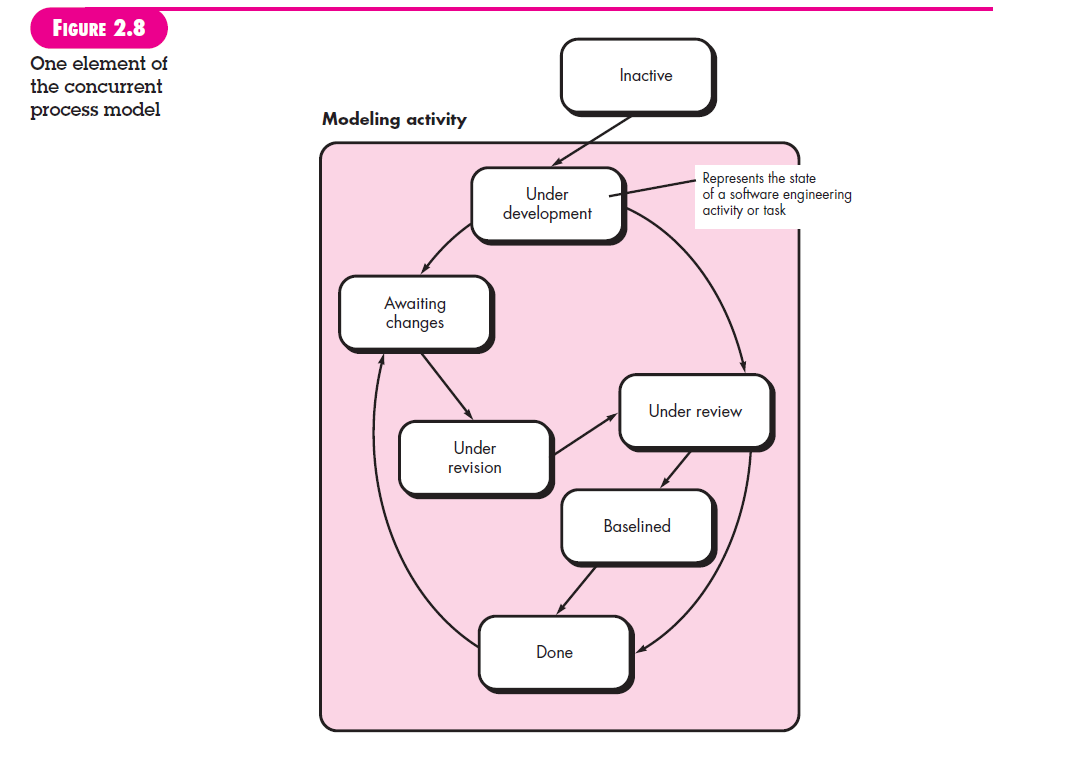 FIGURE 2.8
One element of
the concurrent
process model
Inactive
Modeling activity
Under
development
Represents the state
of a software engineering
activity or task
Awaiting
changes
Under review
Under
revision
Baselined
Done